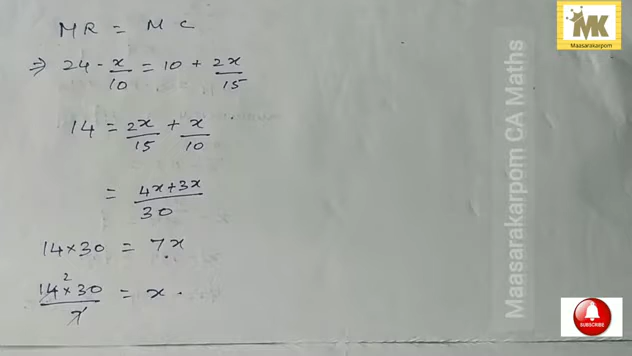 MR = MC
⇒ 24 - x/10 = 10 + 2x/15
14 = 2x/15 + x/10
= 4x+3x/30
14×30 = 7x
14×30/7 = x.
2
MK
Maasarakarpom
Maasarakarpom CA Maths
SUBSCRIBE